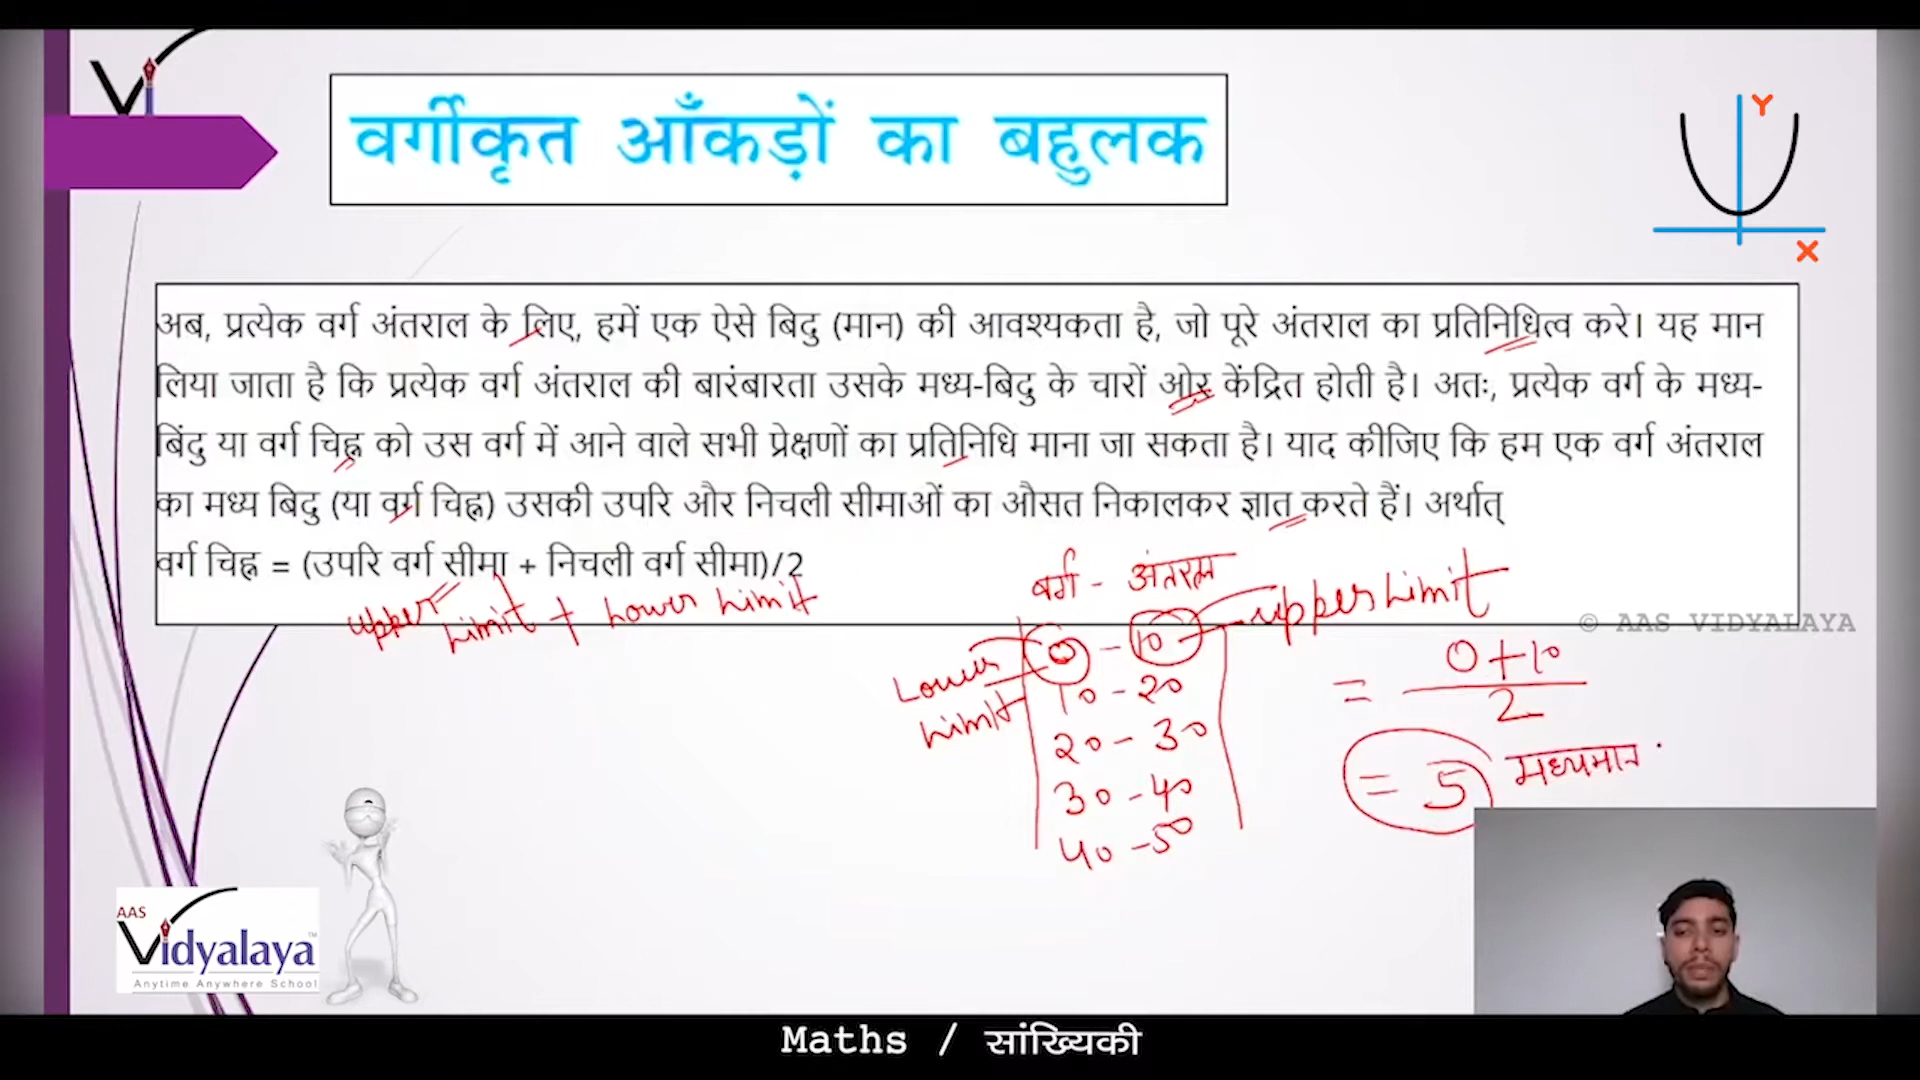 वर्गीकृत आँकड़ों का बहुलक
Y
X
अब, प्रत्येक वर्ग अंतराल के लिए, हमें एक ऐसे बिदु (मान) की आवश्यकता है, जो पूरे अंतराल का प्रतिनिधित्व करे। यह मान
लिया जाता है कि प्रत्येक वर्ग अंतराल की बारंबारता उसके मध्य-बिदु के चारों ओर केंद्रित होती है। अतः, प्रत्येक वर्ग के मध्य-
बिंदु या वर्ग चिह्न को उस वर्ग में आने वाले सभी प्रेक्षणों का प्रतिनिधि माना जा सकता है। याद कीजिए कि हम एक वर्ग अंतराल
का मध्य बिदु (या वर्ग चिह्न) उसकी उपरि और निचली सीमाओं का औसत निकालकर ज्ञात करते हैं। अर्थात्
वर्ग चिह्न = (उपरि वर्ग सीमा + निचली वर्ग सीमा)/2
upper Limit + Lower Limit
वर्ग - अंतराल
0 - 10
upper Limit
Lower
Limit
10 - 20
20 - 30
30 - 40
40 - 50
© AAS VIDYALAYA
= 0+10
2
= 5 मध्यमान
AAS
Vidyalaya
TM
Anytime Anywhere School
Maths / सांख्यिकी